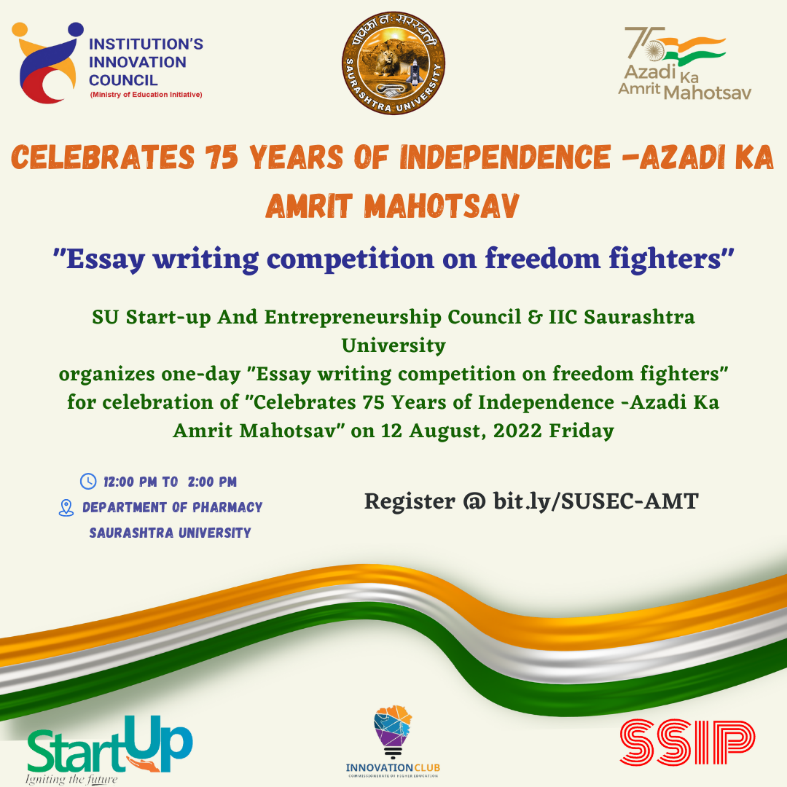 INSTITUTION'S
INNOVATION
COUNCIL
(Ministry of Education Initiative)
SAURASHTRA UNIVERSITY
75
Azadi Ka
Amrit Mahotsav
CELEBRATES 75 YEARS OF INDEPENDENCE -AZADI KA
AMRIT MAHOTSAV
"Essay writing competition on freedom fighters"
SU Start-up And Entrepreneurship Council & IIC Saurashtra
University
organizes one-day "Essay writing competition on freedom fighters"
for celebration of "Celebrates 75 Years of Independence -Azadi Ka
Amrit Mahotsav" on 12 August, 2022 Friday
12:00 PM TO 2:00 PM
DEPARTMENT OF PHARMACY
SAURASHTRA UNIVERSITY
Register @ bit.ly/SUSEC-AMT
StartUp
Igniting the future
INNOVATION CLUB
COMMISSIONERATE OF HIGHER EDUCATION
SSIP